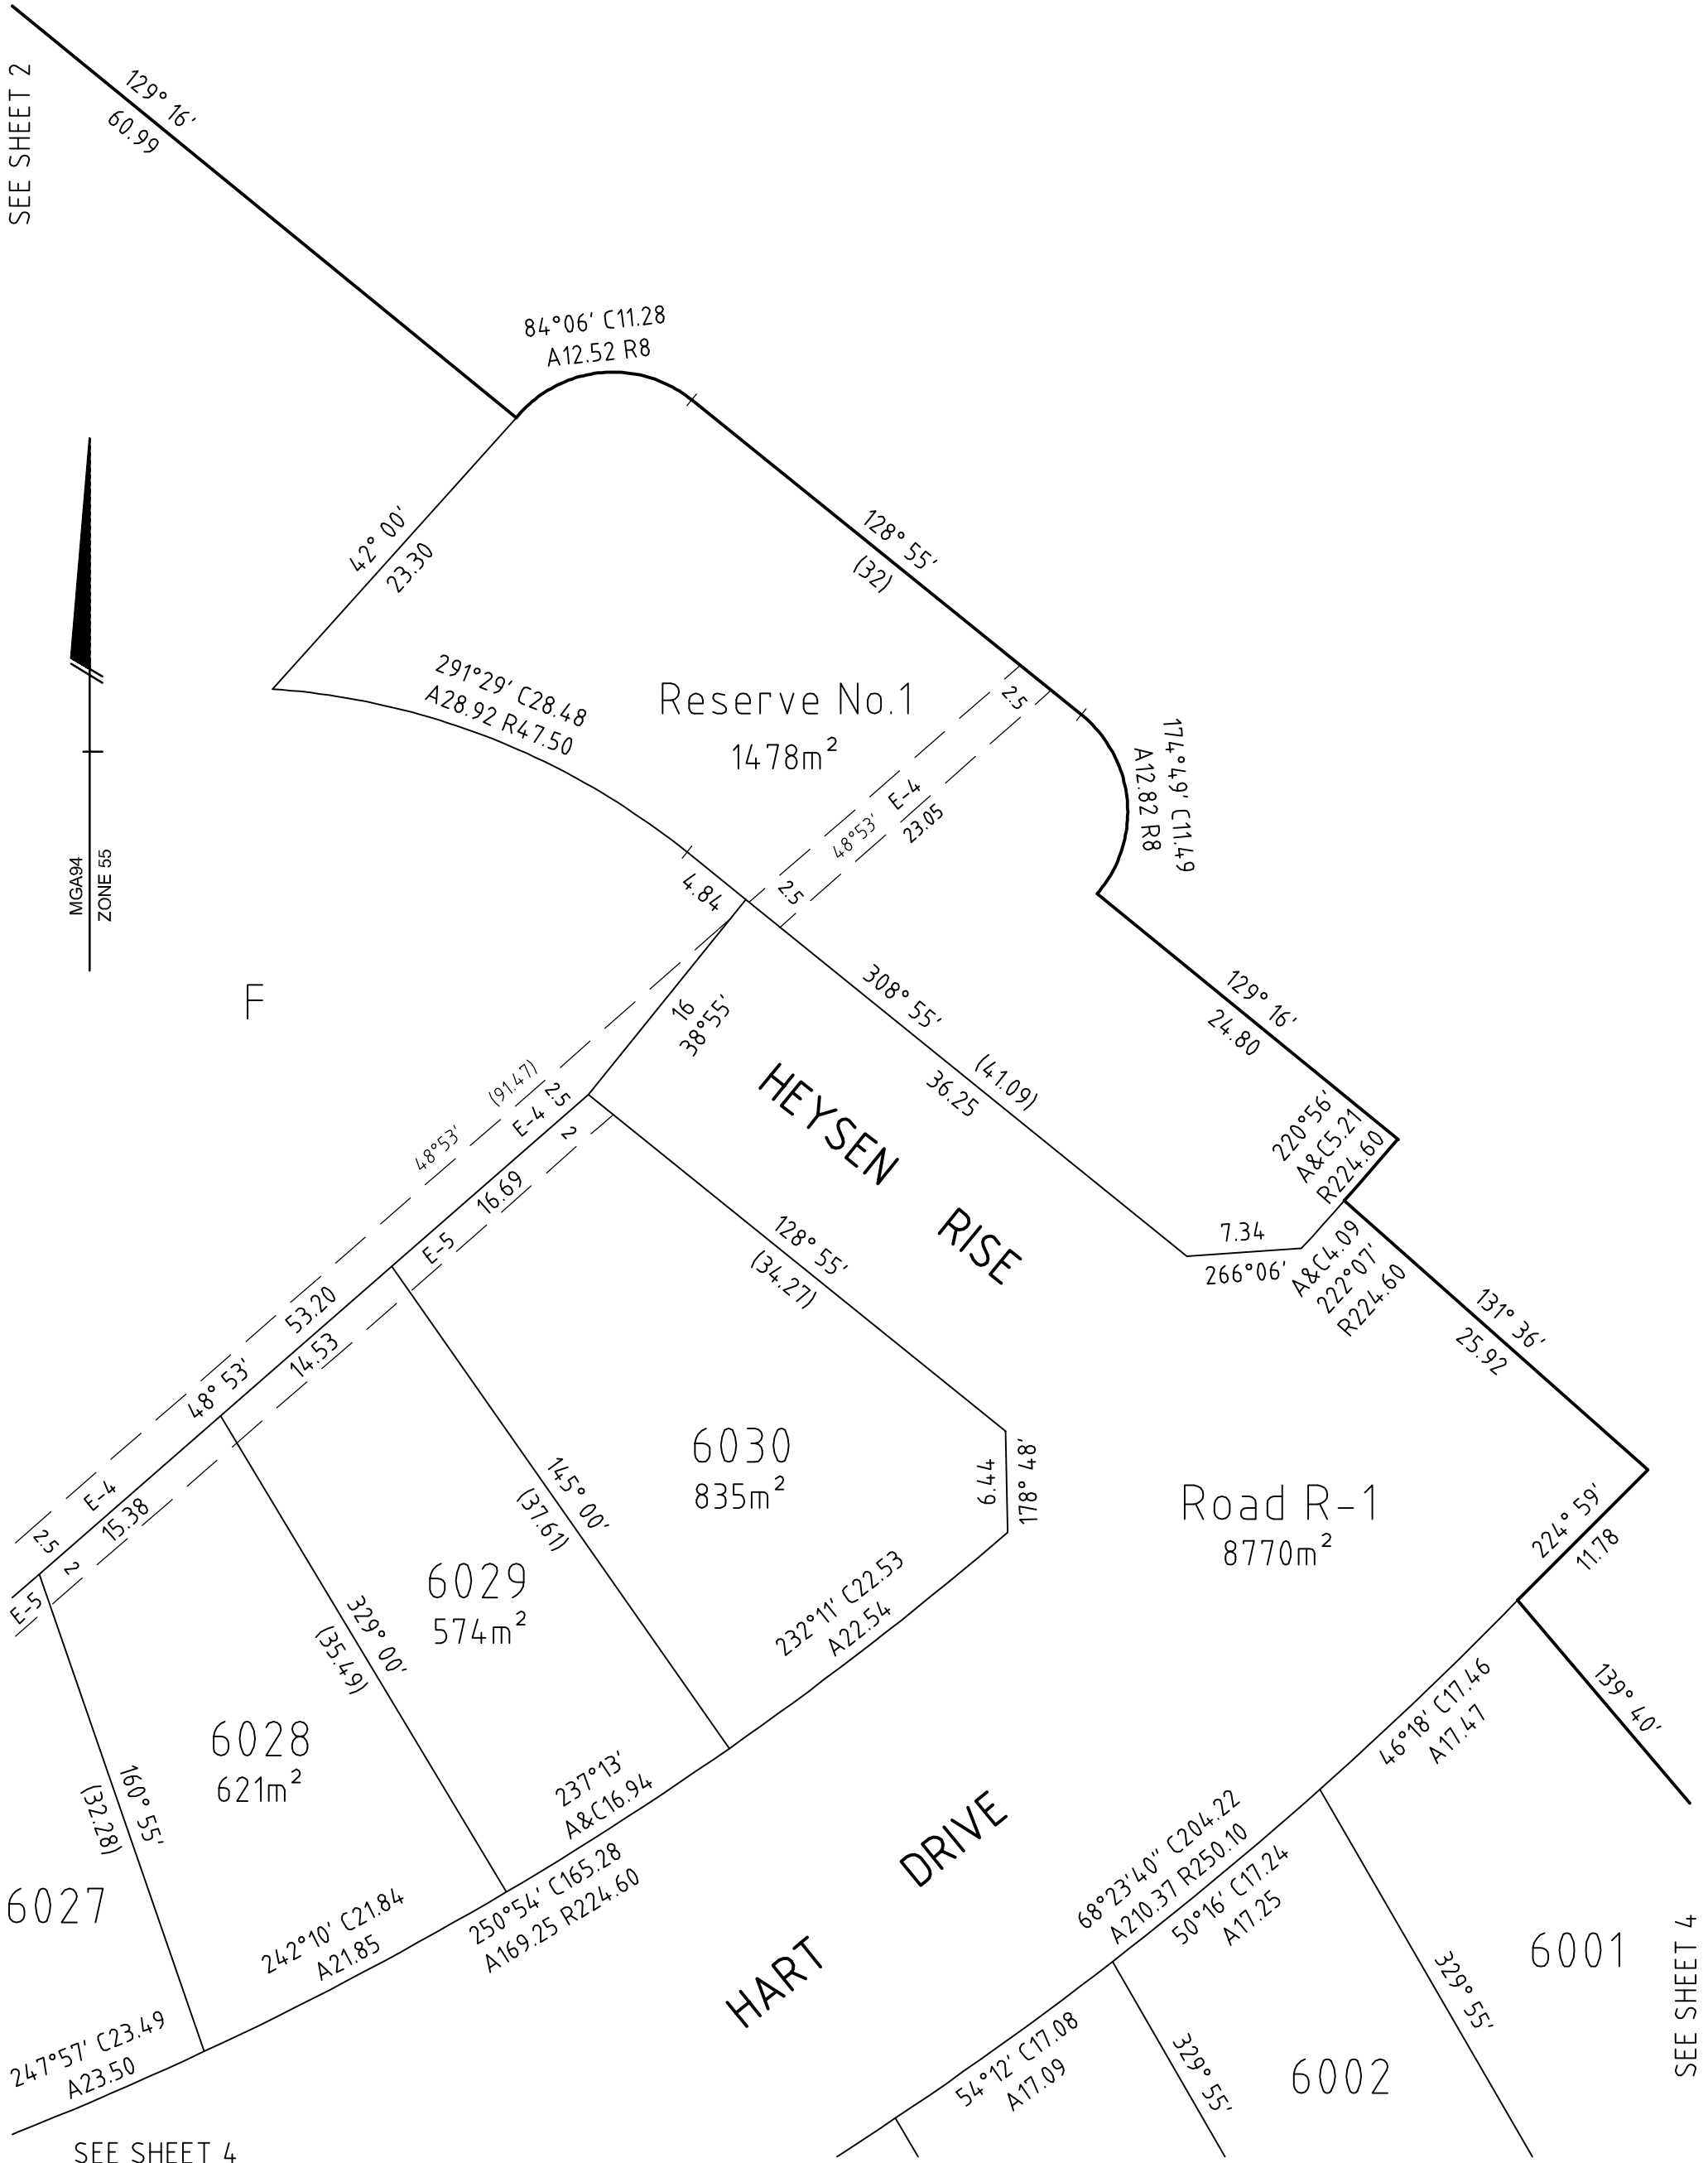 SEE SHEET 2
129° 16'
60.99
84°06' C11.28
A12.52 R8
42° 00'
23.30
128° 55'
(32)
291°29' C28.48
A28.92 R47.50
Reserve No.1
1478m²
2.5
48°53'
E-4
23.05
2.5
174°49' C11.49
A12.82 R8
MGA94
ZONE 55
4.84
F
16
38°55'
308° 55'
(41.09)
36.25
129° 16'
24.80
HEYSEN
RISE
220°56'
A&C5.21
R224.60
7.34
266°06'
A&C4.09
222°07'
R224.60
131° 36'
25.92
(91.47)
48°53'
2.5
E-4
2
16.69
E-5
128° 55'
(34.27)
53.20
14.53
48° 53'
6030
835m²
6.44
178° 48'
145° 00'
(37.61)
Road R-1
8770m²
224° 59'
11.78
E-4
2.5
15.38
2
E-5
6029
574m²
232°11' C22.53
A22.54
329° 00'
(35.49)
6028
621m²
160° 55'
(32.28)
237°13'
A&C16.94
46°18' C17.46
A17.47
139° 40'
DRIVE
68°23'40" C204.22
A210.37 R250.10
50°16' C17.24
A17.25
6027
242°10' C21.84
A21.85
250°54' C165.28
A169.25 R224.60
HART
6001
329° 55'
SEE SHEET 4
247°57' C23.49
A23.50
54°12' C17.08
A17.09
329° 55'
6002
SEE SHEET 4